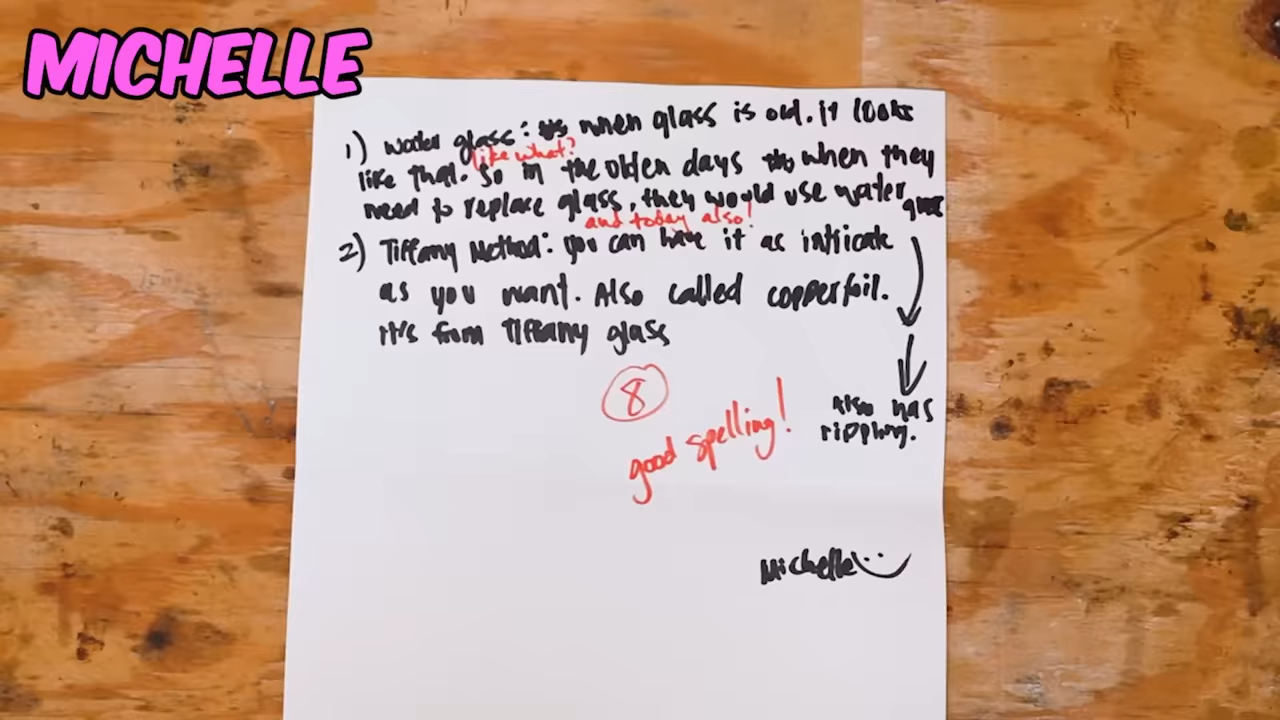 MICHELLE
1) water glass: its when glass is old. it looks
like what?
like that. So in the olden days th when they
need to replace glass, they would use water glass
and today also!
2) Tiffany Method: you can have it as intricate
as you want. Also called copperfoil.
it's from Tiffany glass
8
good spelling!
Also has
rippling.
Michelle